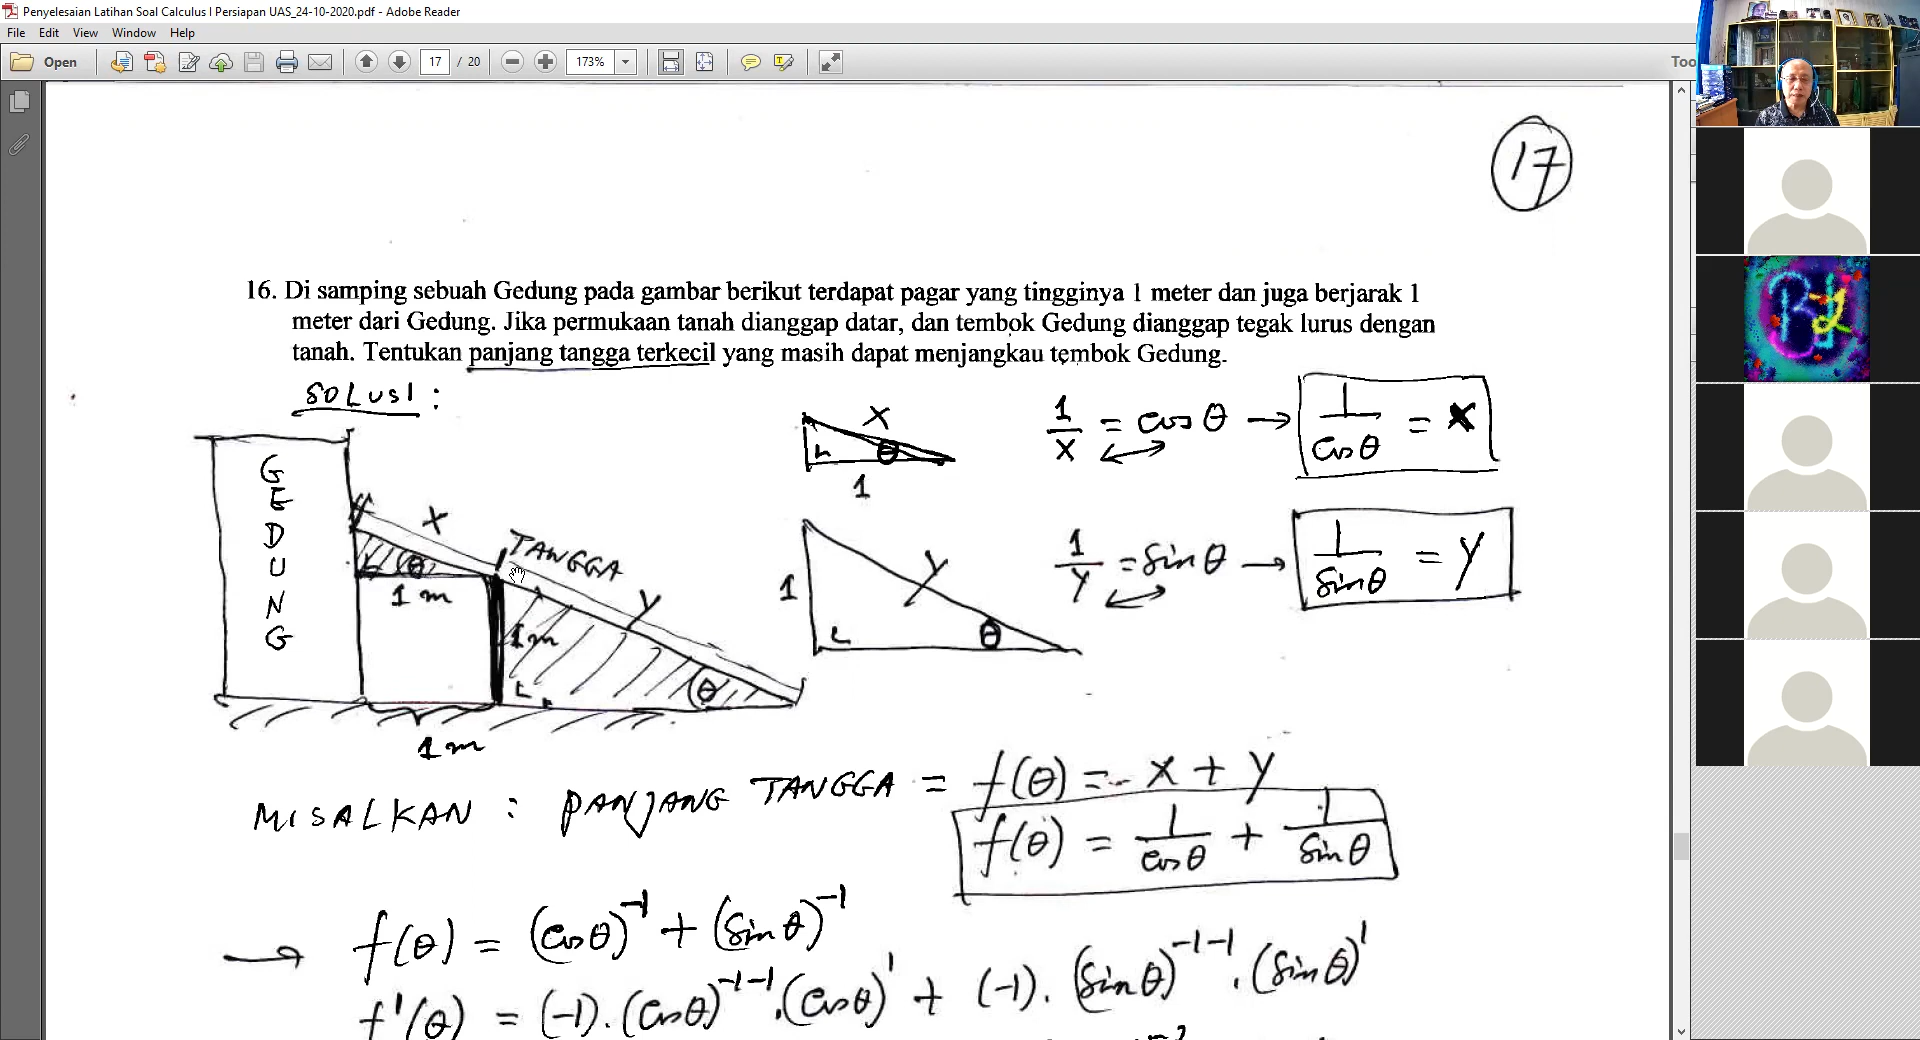 Penyelesaian Latihan Soal Calculus I Persiapan UAS_24-10-2020.pdf - Adobe Reader
File Edit View Window Help
Open 17 / 20 173% Too
17
16. Di samping sebuah Gedung pada gambar berikut terdapat pagar yang tingginya 1 meter dan juga berjarak 1
meter dari Gedung. Jika permukaan tanah dianggap datar, dan tembok Gedung dianggap tegak lurus dengan
tanah. Tentukan panjang tangga terkecil yang masih dapat menjangkau tembok Gedung.
SOLUSI :
GEDUNG
X
TANGGA
θ
1 m
y
1m
θ
1 m
X
θ
1
1/X = cos θ → 1/cos θ = X
y
1
θ
1/y = sin θ → 1/sin θ = y
MISALKAN : PANJANG TANGGA = f(θ) = x + y
f(θ) = 1/cos θ + 1/sin θ
→ f(θ) = (cos θ)⁻¹ + (sin θ)⁻¹
f'(θ) = (-1).(cos θ)⁻¹⁻¹.(cos θ)' + (-1).(sin θ)⁻¹⁻¹.(sin θ)'